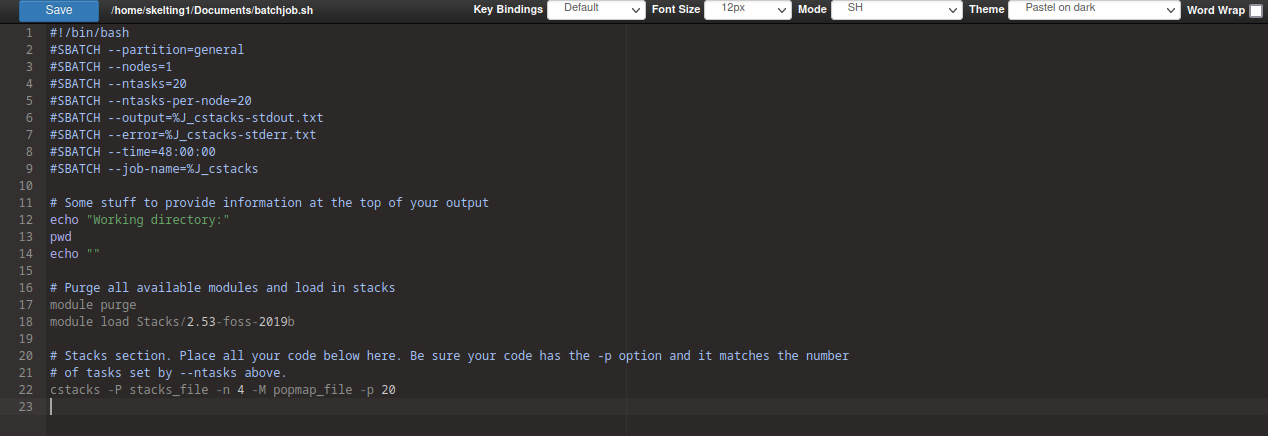 Save /home/skelting1/Documents/batchjob.sh Key Bindings Default Font Size 12px Mode SH Theme Pastel on dark Word Wrap
1 #!/bin/bash
2 #SBATCH --partition=general
3 #SBATCH --nodes=1
4 #SBATCH --ntasks=20
5 #SBATCH --ntasks-per-node=20
6 #SBATCH --output=%J_cstacks-stdout.txt
7 #SBATCH --error=%J_cstacks-stderr.txt
8 #SBATCH --time=48:00:00
9 #SBATCH --job-name=%J_cstacks
10
11 # Some stuff to provide information at the top of your output
12 echo "Working directory:"
13 pwd
14 echo ""
15
16 # Purge all available modules and load in stacks
17 module purge
18 module load Stacks/2.53-foss-2019b
19
20 # Stacks section. Place all your code below here. Be sure your code has the -p option and it matches the number
21 # of tasks set by --ntasks above.
22 cstacks -P stacks_file -n 4 -M popmap_file -p 20
23